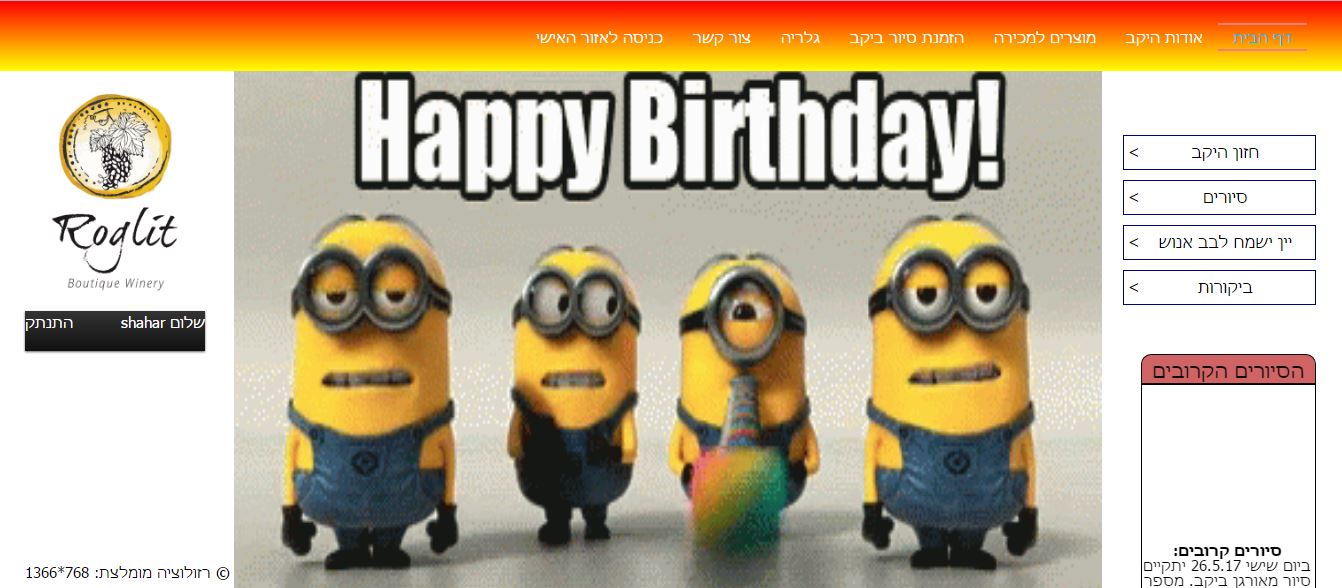 דף הבית
אודות היקב
מוצרים למכירה
הזמנת סיור ביקב
גלריה
צור קשר
כניסה לאזור האישי
Happy Birthday!
חזון היקב >
סיורים >
יין ישמח לבב אנוש >
ביקורות >
הסיורים הקרובים
סיורים קרובים:
ביום שישי 26.5.17 יתקיים
סיור מאורגן ביקב. מספר
Roglit
Boutique Winery
שלום shahar
התנתק
© רזולוציה מומלצת: 768*1366